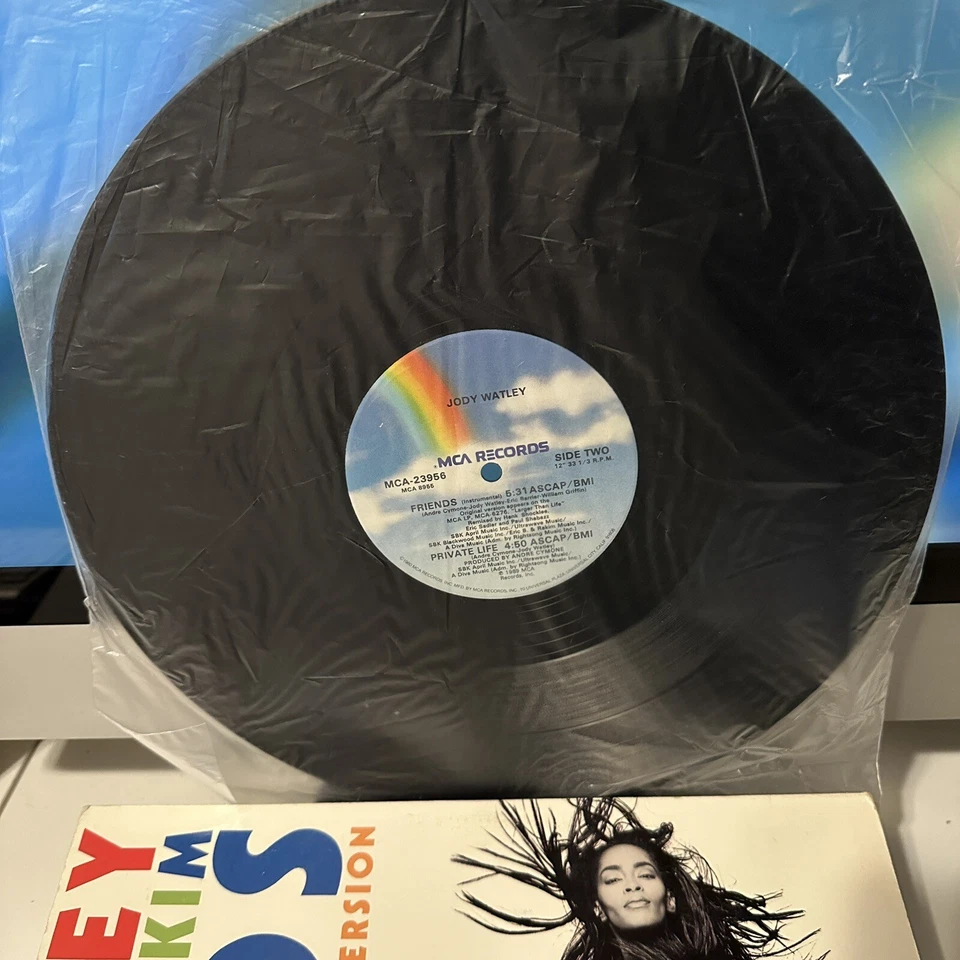 JODY WATLEY
MCA RECORDS
MCA-23956
SIDE TWO
12" 33 1/3 R.P.M.
FRIENDS (Instrumental) 5:31 ASCAP/BMI
(Andre Cymone-Jody Watley-Eric Barrier-William Griffin)
Original version appears on the
MCA LP, MCA-6276, "Larger Than Life"
Remixed by Hank Shocklee,
Eric Sadler and Paul Shabazz
SBK April Music Inc./Ultrawave Music/
SBK Blackwood Music Inc./Eric B. & Rakim Music Inc./
A Diva Music (Adm. by Rightsong Music Inc.)
PRIVATE LIFE 4:50 ASCAP/BMI
(Andre Cymone-Jody Watley)
PRODUCED BY ANDRE CYMONE
SBK April Music Inc./Ultrawave Music/
A Diva Music (Adm. by Rightsong Music Inc.)
℗ 1989 MCA
Records, Inc.
EY
KIM
S
ERSION